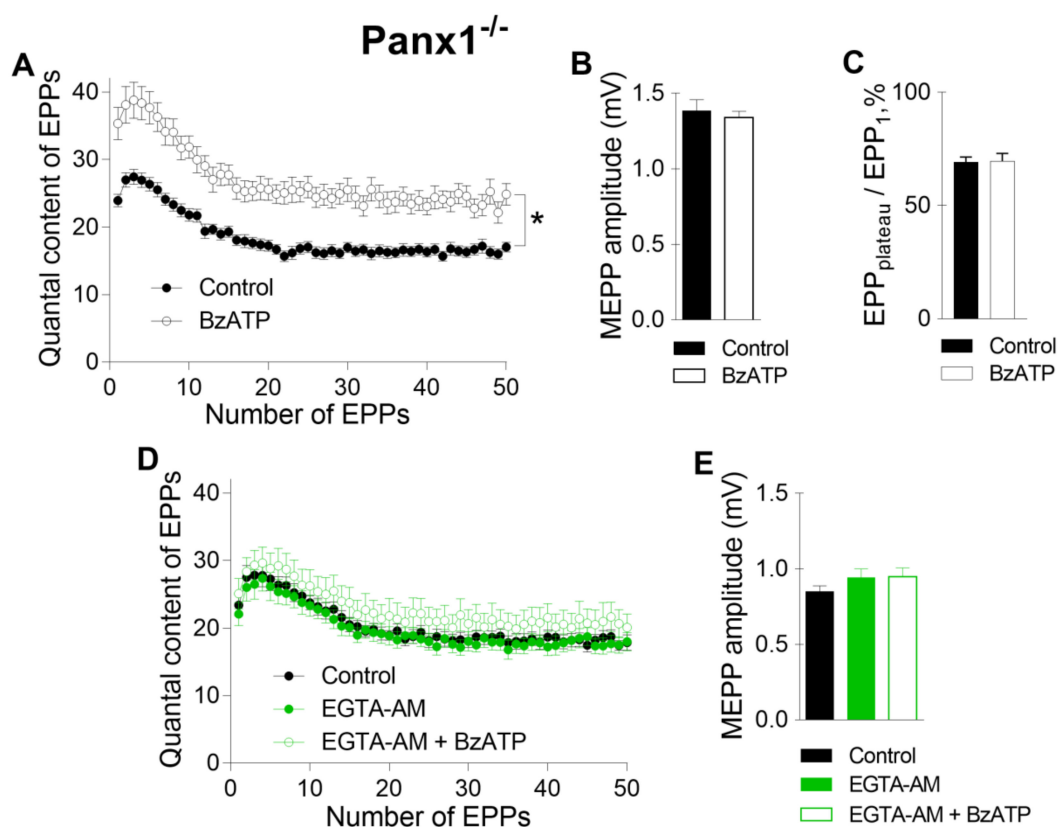 Panx1-/-
A
Quantal content of EPPs
40
30
20
10
0
0
10
20
30
40
50
Number of EPPs
Control
BzATP
*
B
MEPP amplitude (mV)
1.5
1.0
0.5
0.0
Control
BzATP
C
EPPplateau / EPP1, %
100
50
0
Control
BzATP
D
Quantal content of EPPs
40
30
20
10
0
0
10
20
30
40
50
Number of EPPs
Control
EGTA-AM
EGTA-AM + BzATP
E
MEPP amplitude (mV)
1.5
1.0
0.5
0.0
Control
EGTA-AM
EGTA-AM + BzATP